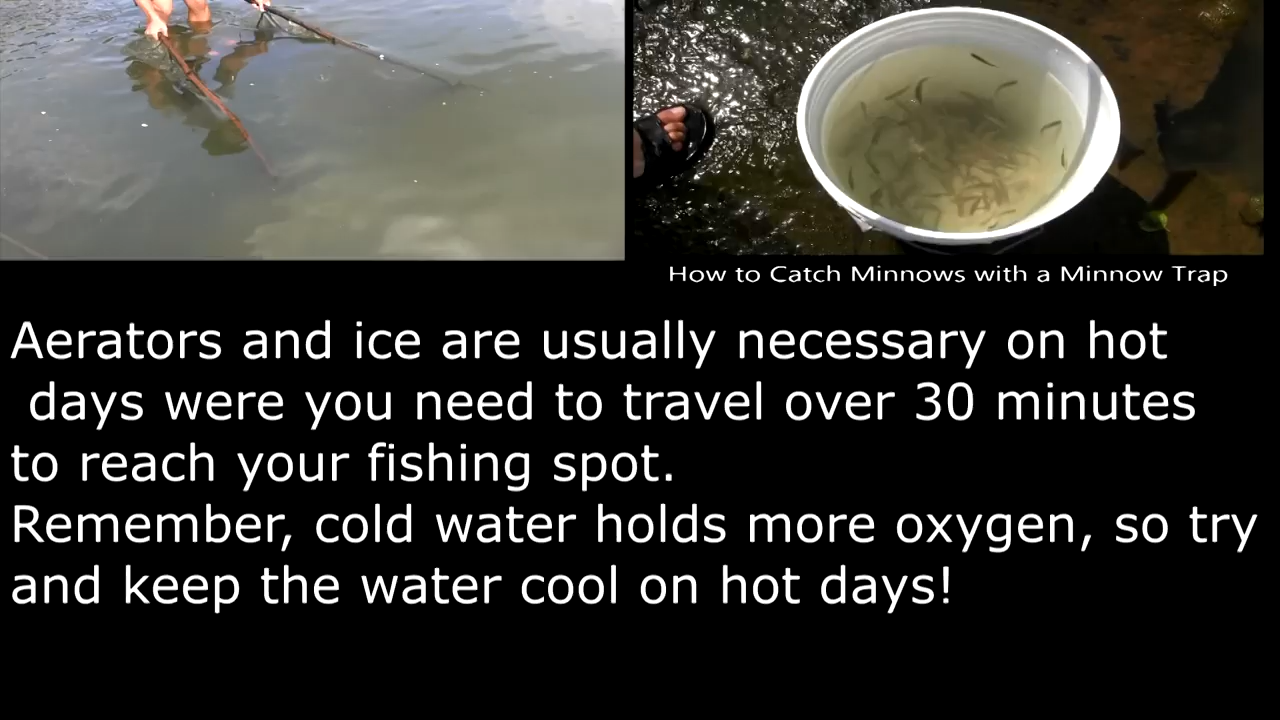 How to Catch Minnows with a Minnow Trap
Aerators and ice are usually necessary on hot
days were you need to travel over 30 minutes
to reach your fishing spot.
Remember, cold water holds more oxygen, so try
and keep the water cool on hot days!